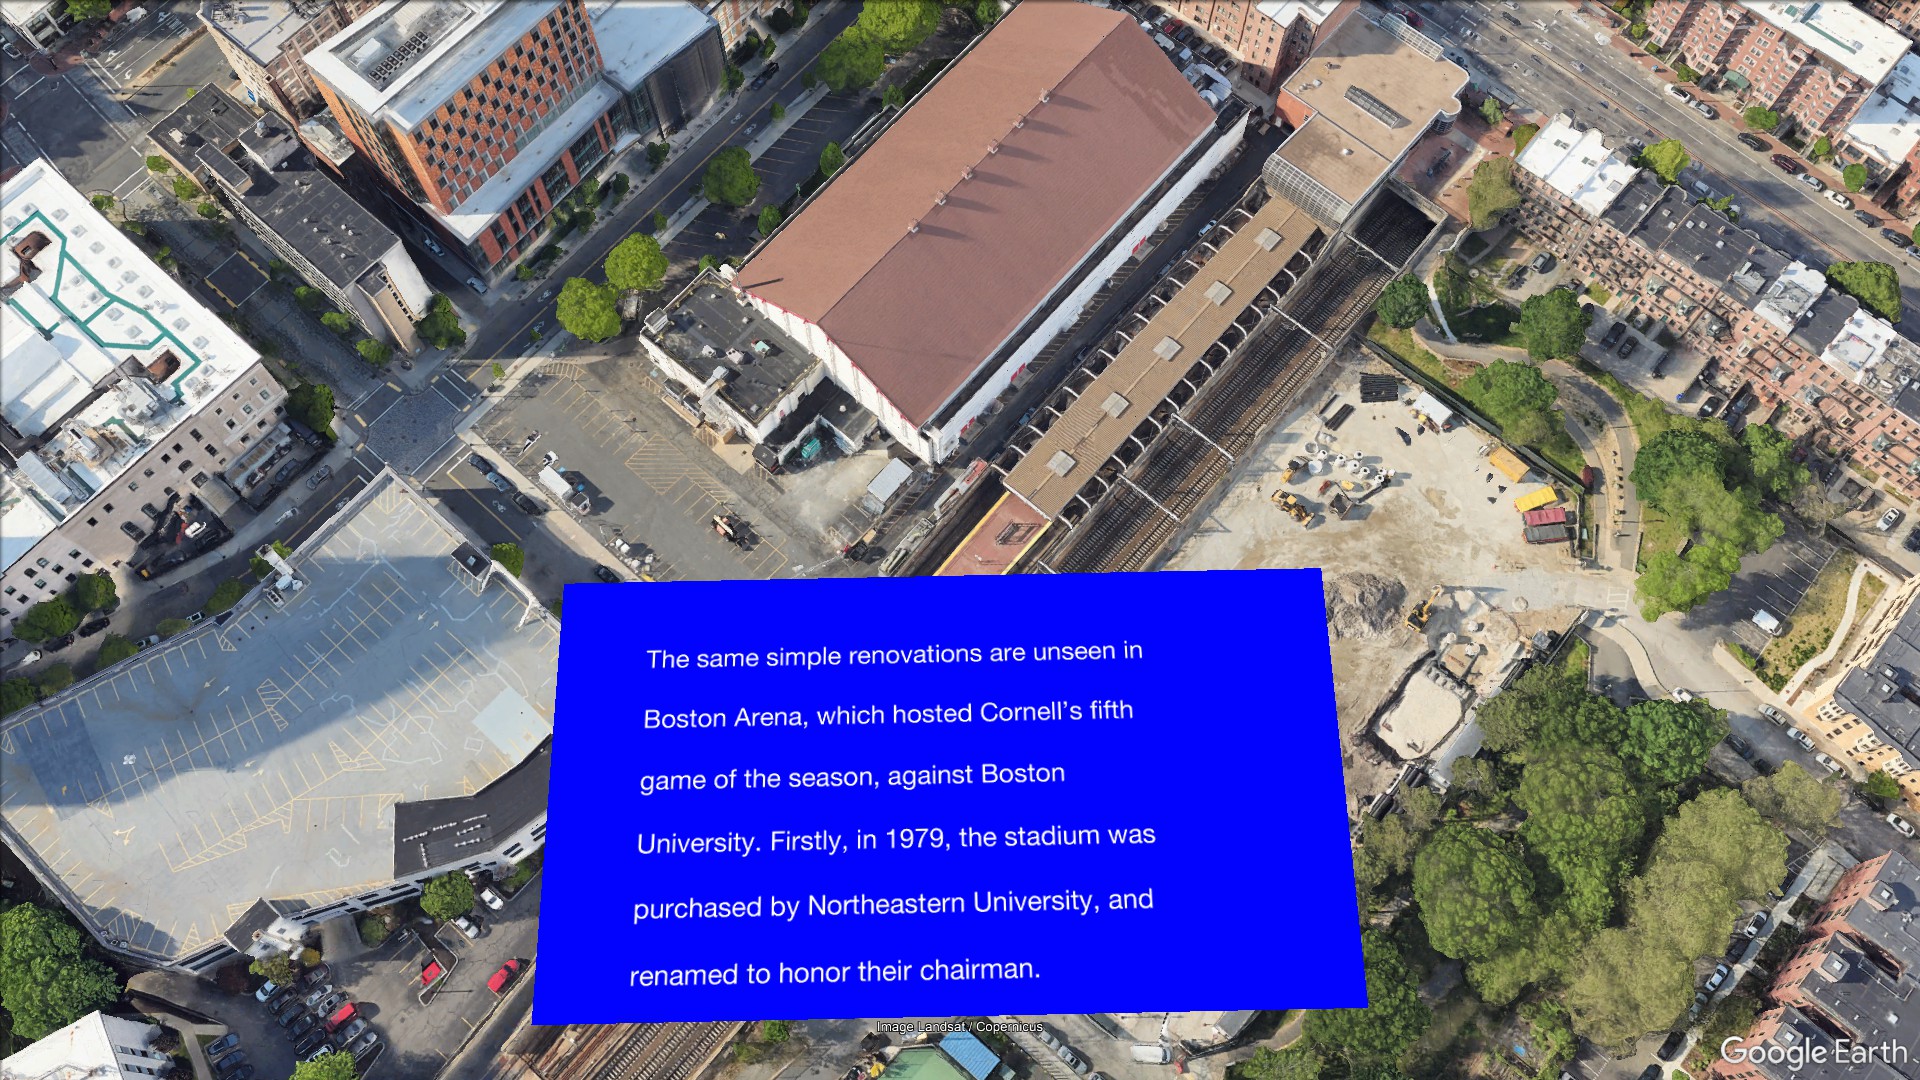 The same simple renovations are unseen in
Boston Arena, which hosted Cornell’s fifth
game of the season, against Boston
University. Firstly, in 1979, the stadium was
purchased by Northeastern University, and
renamed to honor their chairman.
Image Landsat / Copernicus
Google Earth